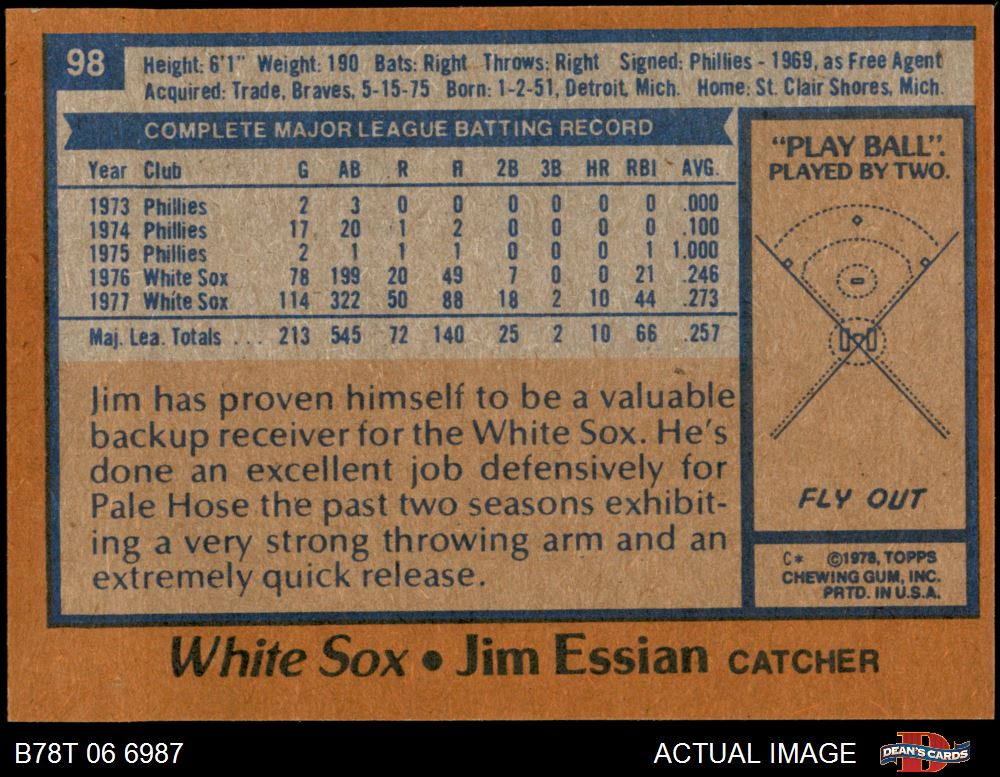 98
Height: 6'1" Weight: 190 Bats: Right Throws: Right Signed: Phillies - 1969, as Free Agent
Acquired: Trade, Braves, 5-15-75 Born: 1-2-51, Detroit, Mich. Home: St. Clair Shores, Mich.
COMPLETE MAJOR LEAGUE BATTING RECORD
Year Club G AB R H 2B 3B HR RBI AVG.
1973 Phillies 2 3 0 0 0 0 0 0 .000
1974 Phillies 17 20 1 2 0 0 0 0 .100
1975 Phillies 2 1 1 1 0 0 0 1 1.000
1976 White Sox 78 199 20 49 7 0 0 21 .246
1977 White Sox 114 322 50 88 18 2 10 44 .273
Maj. Lea. Totals . . . 213 545 72 140 25 2 10 66 .257
Jim has proven himself to be a valuable
backup receiver for the White Sox. He's
done an excellent job defensively for
Pale Hose the past two seasons exhibit-
ing a very strong throwing arm and an
extremely quick release.
"PLAY BALL".
PLAYED BY TWO.
FLY OUT
C* ©1978, TOPPS
CHEWING GUM, INC.
PRTD. IN U.S.A.
White Sox • Jim Essian CATCHER
B78T 06 6987
ACTUAL IMAGE
DEAN'S CARDS